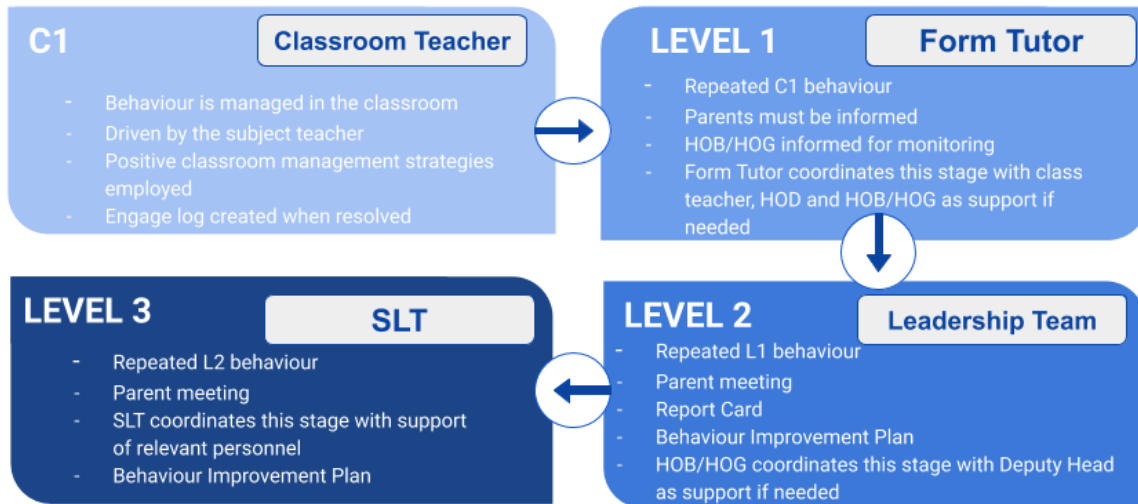 C1
Classroom Teacher
- Behaviour is managed in the classroom
- Driven by the subject teacher
- Positive classroom management strategies
employed
- Engage log created when resolved
LEVEL 1
Form Tutor
- Repeated C1 behaviour
- Parents must be informed
- HOB/HOG informed for monitoring
- Form Tutor coordinates this stage with class
teacher, HOD and HOB/HOG as support if
needed
LEVEL 2
Leadership Team
- Repeated L1 behaviour
- Parent meeting
- Report Card
- Behaviour Improvement Plan
- HOB/HOG coordinates this stage with Deputy Head
as support if needed
LEVEL 3
SLT
- Repeated L2 behaviour
- Parent meeting
- SLT coordinates this stage with support
of relevant personnel
- Behaviour Improvement Plan